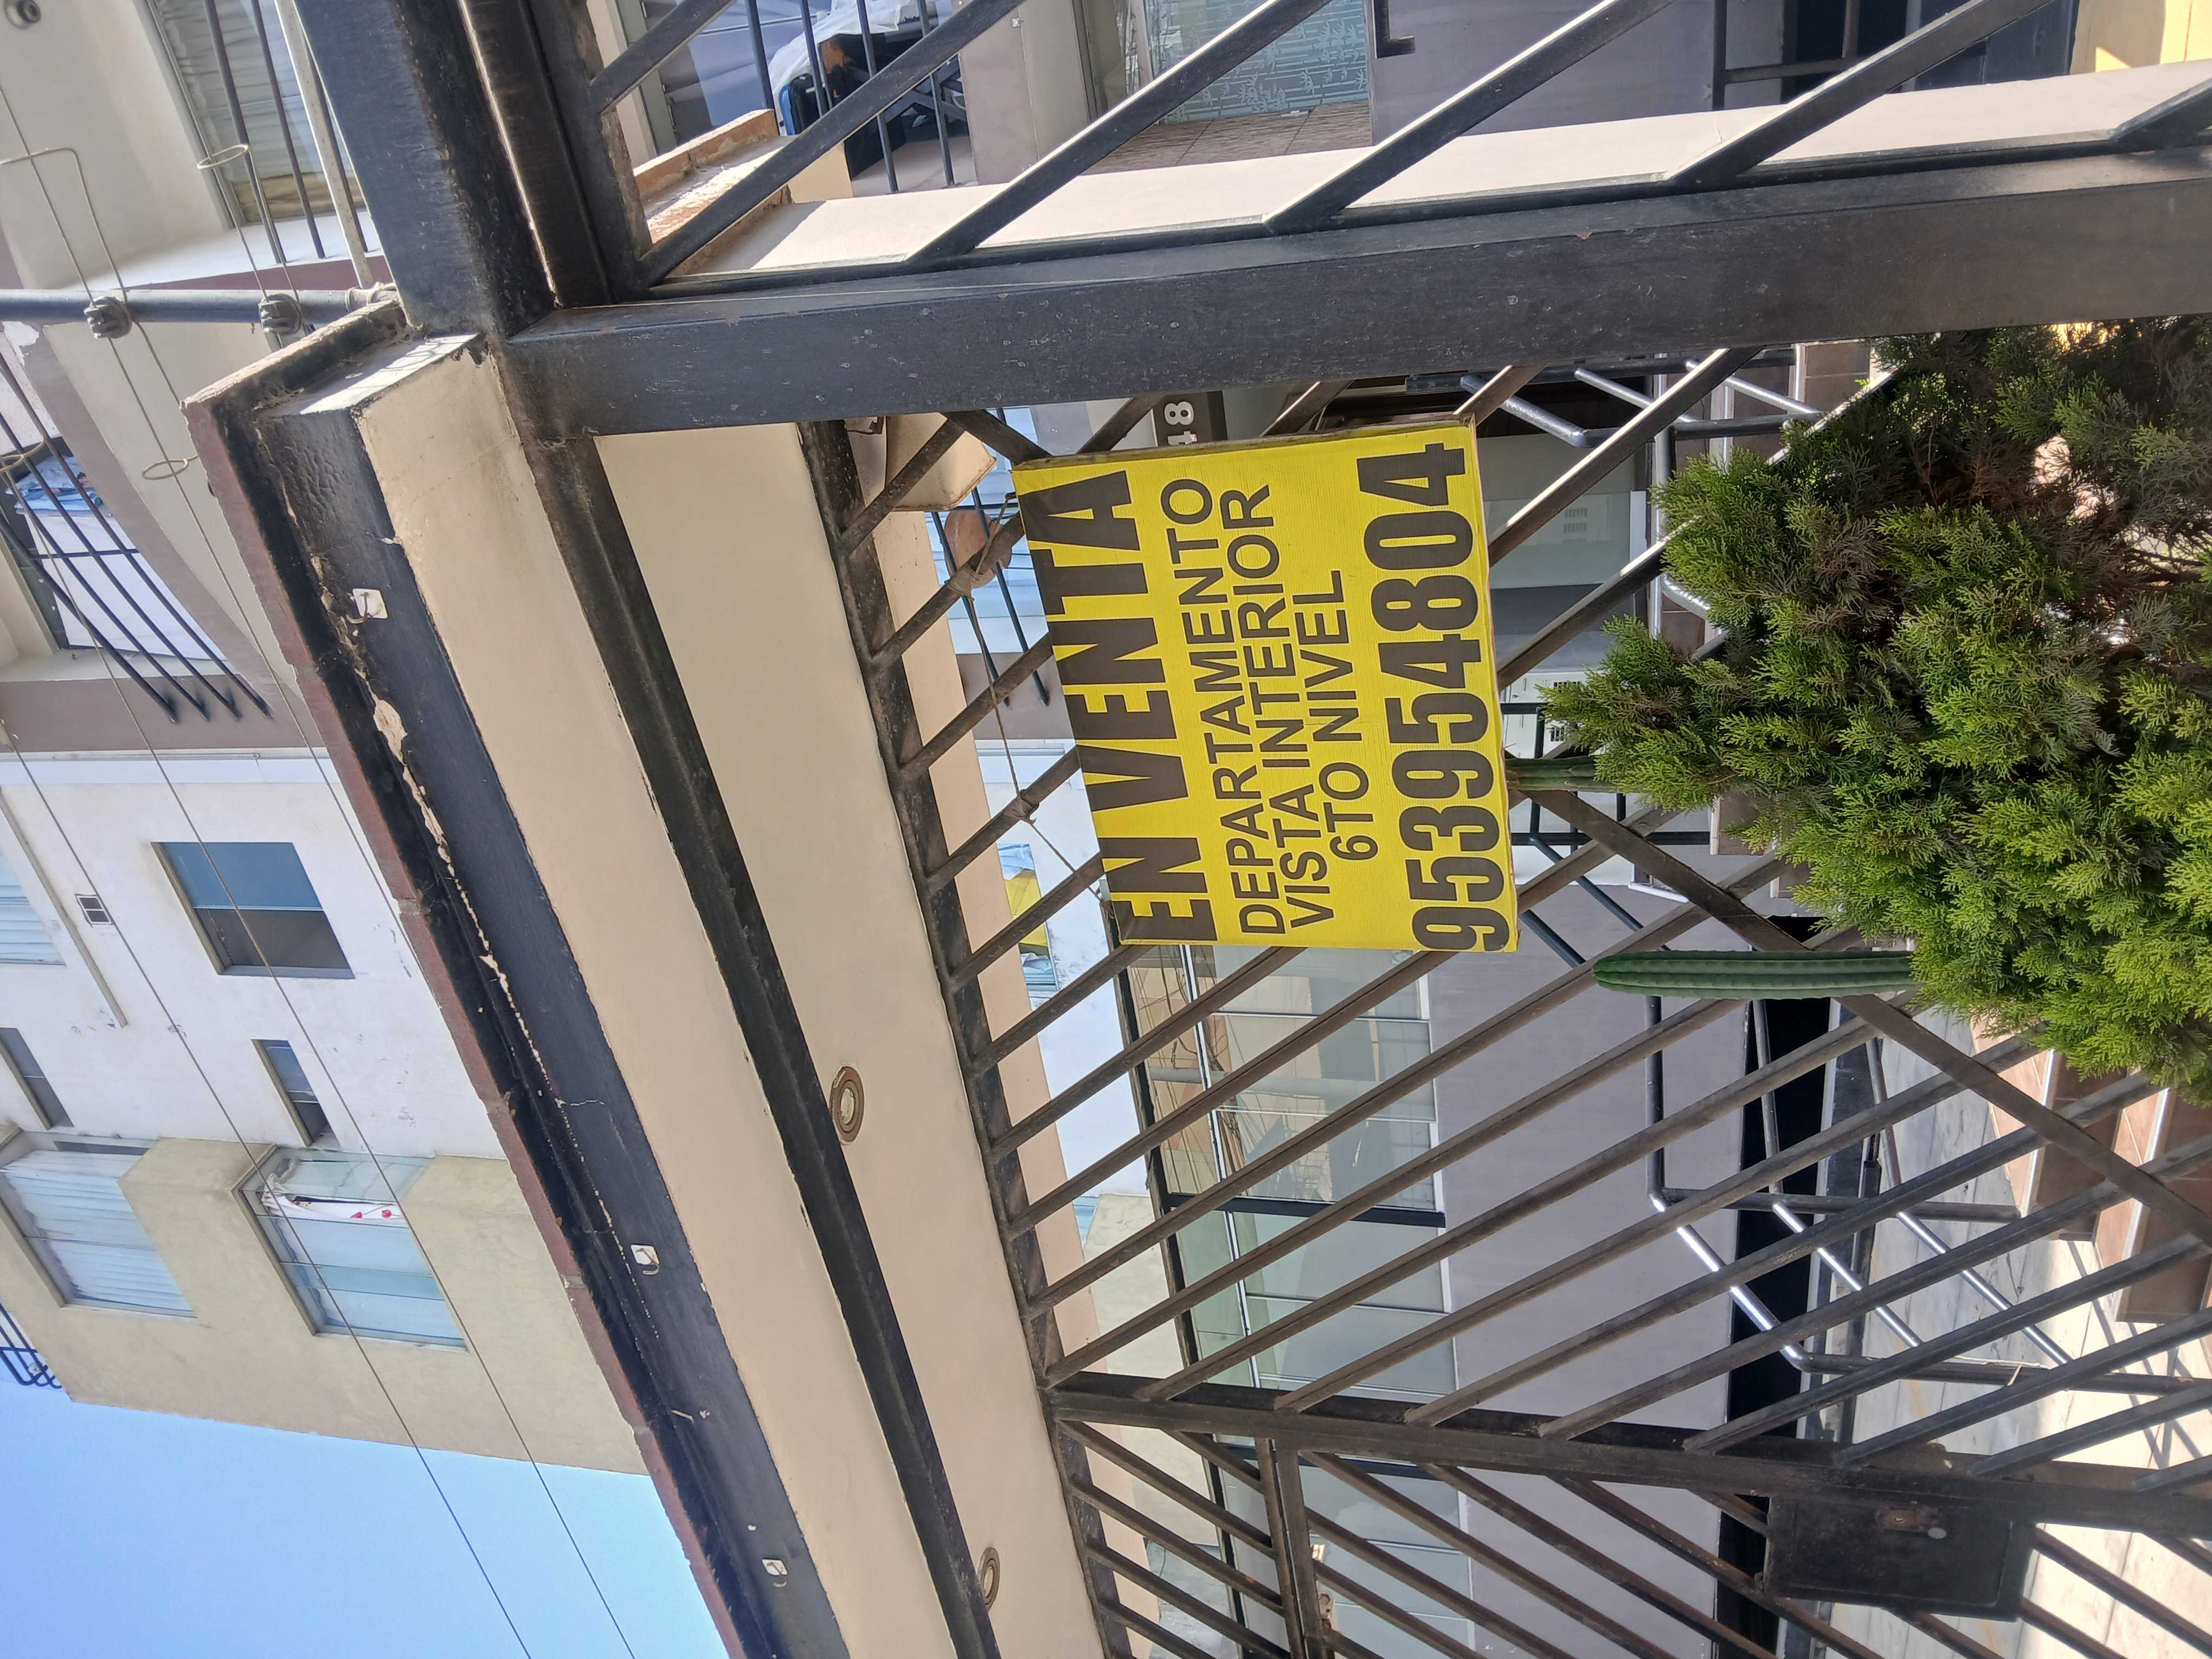 EN VENTA
DEPARTAMENTO
VISTA INTERIOR
6TO NIVEL
953954804